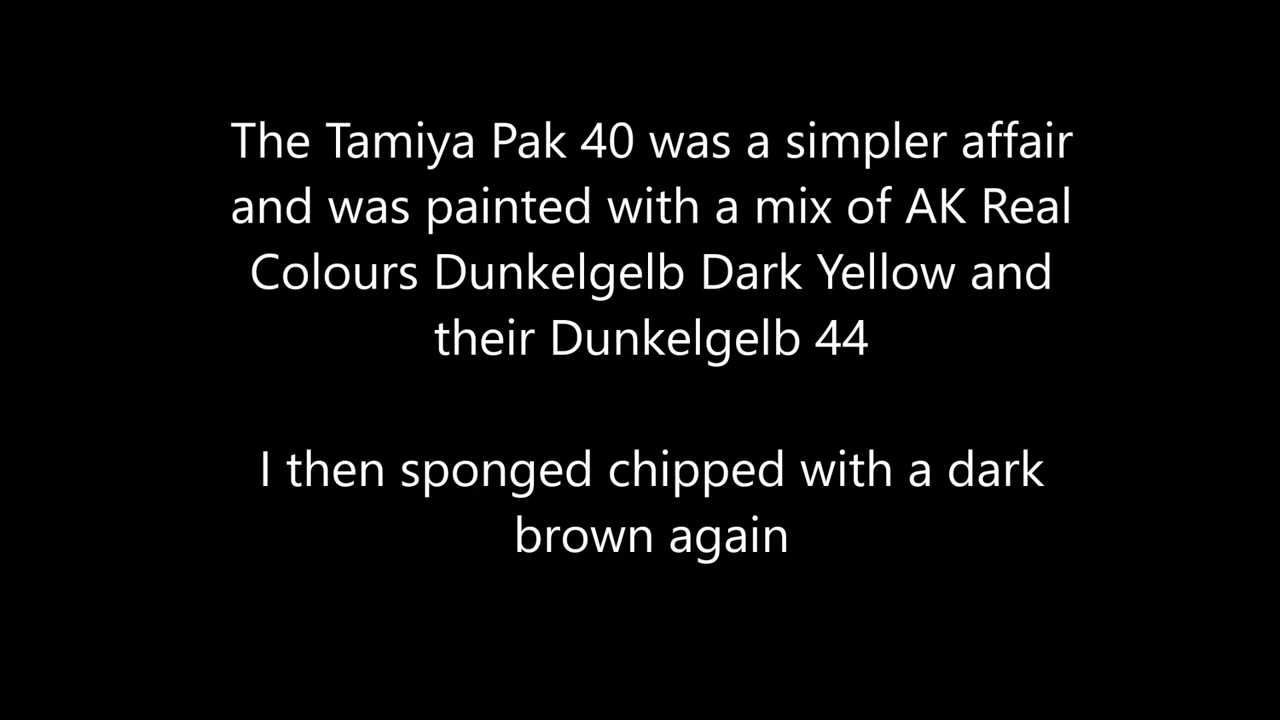 The Tamiya Pak 40 was a simpler affair
and was painted with a mix of AK Real
Colours Dunkelgelb Dark Yellow and
their Dunkelgelb 44
I then sponged chipped with a dark
brown again